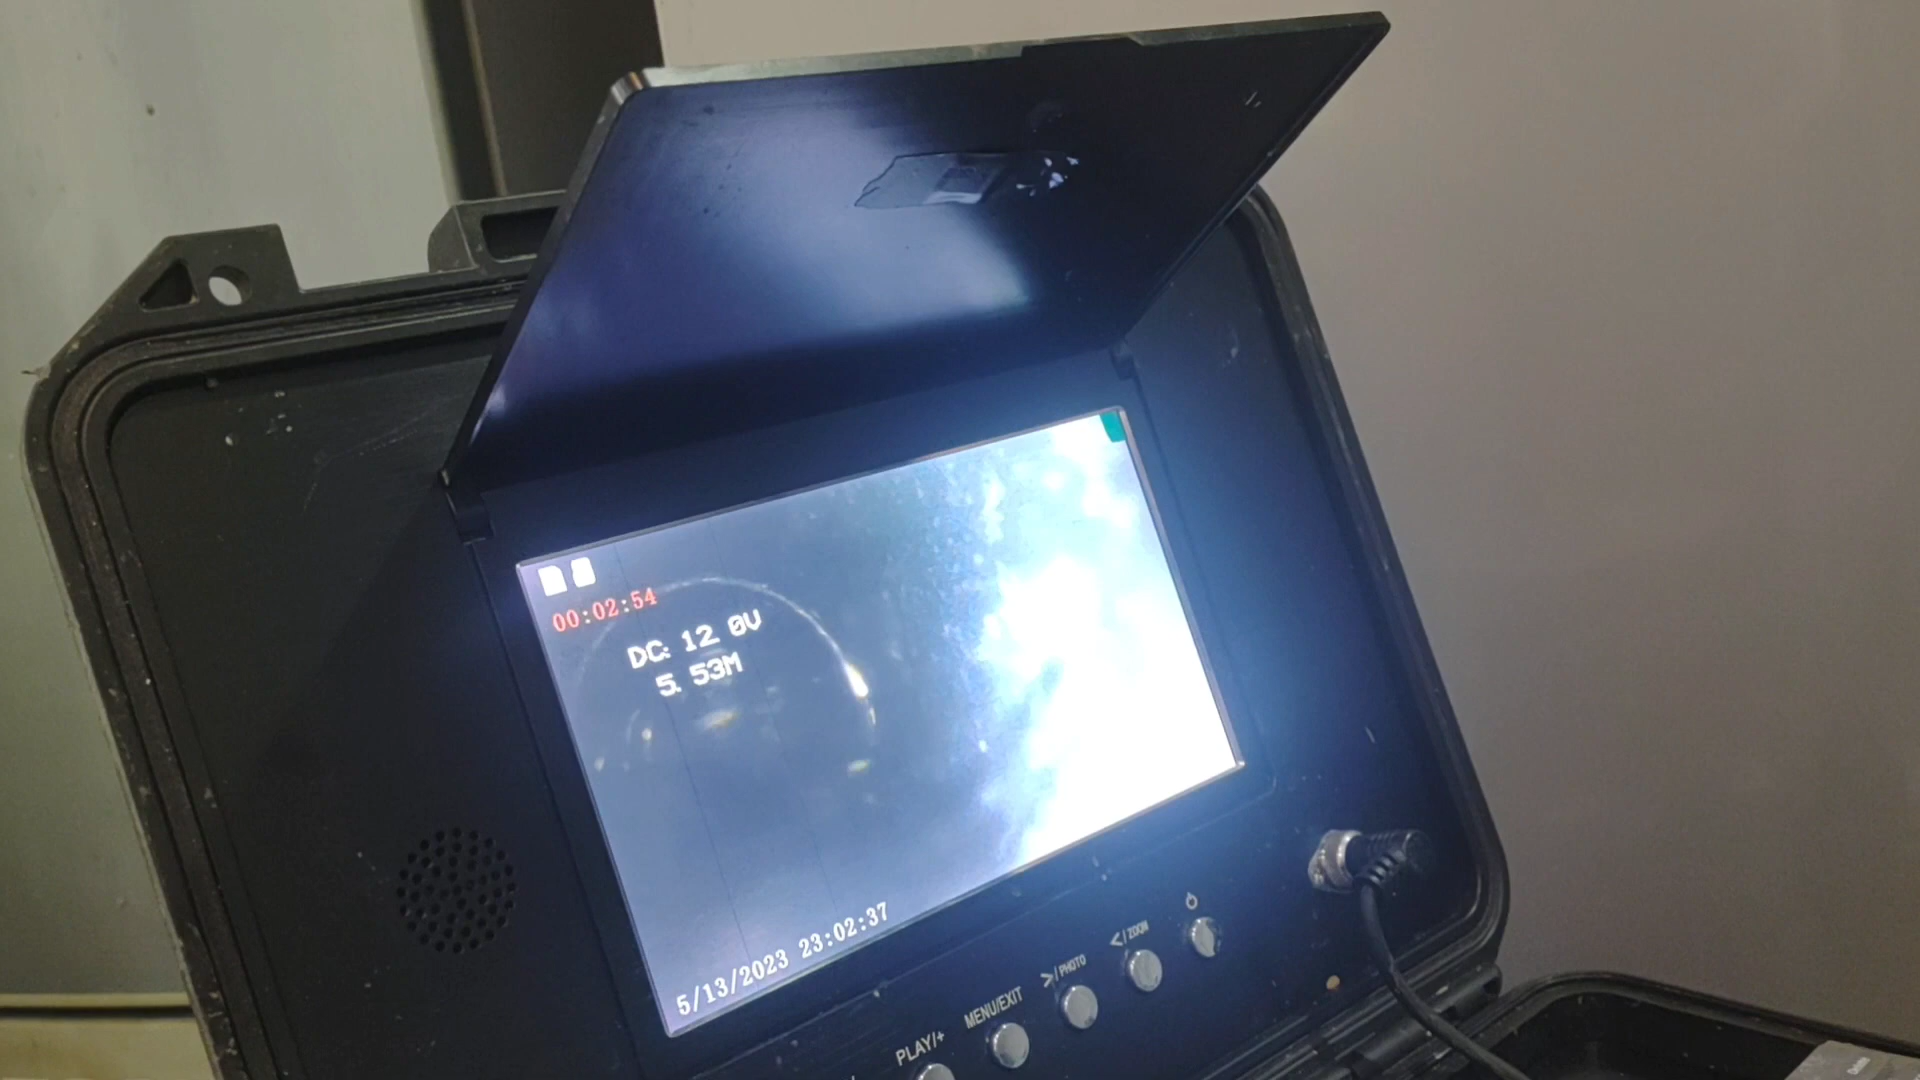 00:02:54
DC: 12.0V
5.53M
5/13/2023 23:02:37
PLAY/+
MENU/EXIT
>/PHOTO
</ZOOM